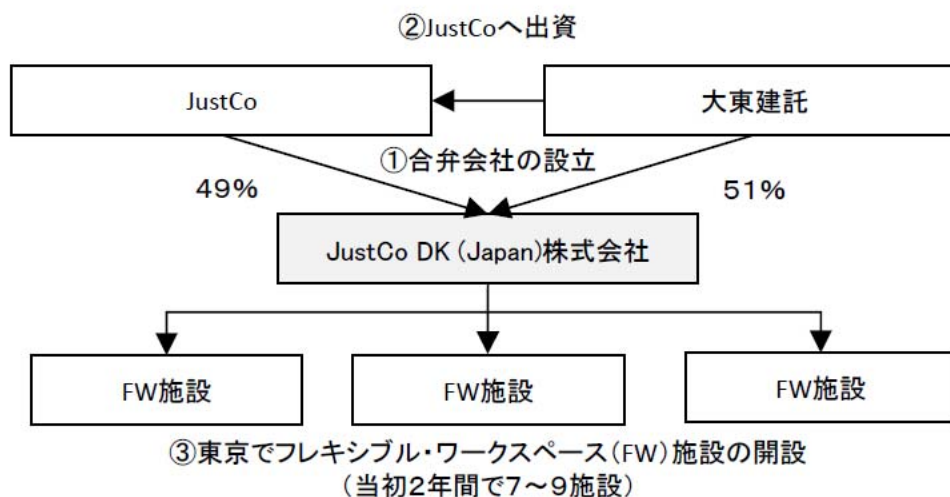 ②JustCoへ出資
JustCo
大東建託
①合弁会社の設立
49%
51%
JustCo DK (Japan)株式会社
FW施設
FW施設
FW施設
③東京でフレキシブル・ワークスペース(FW)施設の開設
(当初2年間で7~9施設)